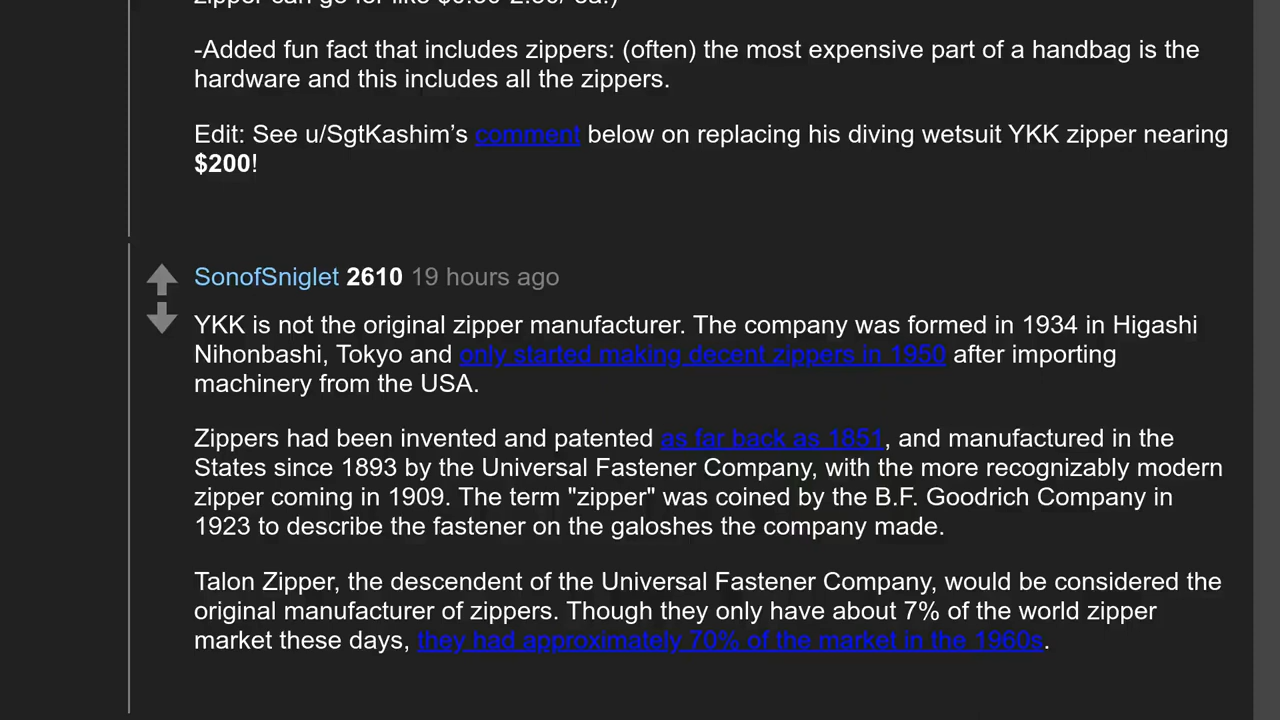 -Added fun fact that includes zippers: (often) the most expensive part of a handbag is the
hardware and this includes all the zippers.
Edit: See u/SgtKashim’s comment below on replacing his diving wetsuit YKK zipper nearing
$200!
SonofSniglet 2610 19 hours ago
YKK is not the original zipper manufacturer. The company was formed in 1934 in Higashi
Nihonbashi, Tokyo and only started making decent zippers in 1950 after importing
machinery from the USA.
Zippers had been invented and patented as far back as 1851, and manufactured in the
States since 1893 by the Universal Fastener Company, with the more recognizably modern
zipper coming in 1909. The term "zipper" was coined by the B.F. Goodrich Company in
1923 to describe the fastener on the galoshes the company made.
Talon Zipper, the descendent of the Universal Fastener Company, would be considered the
original manufacturer of zippers. Though they only have about 7% of the world zipper
market these days, they had approximately 70% of the market in the 1960s.